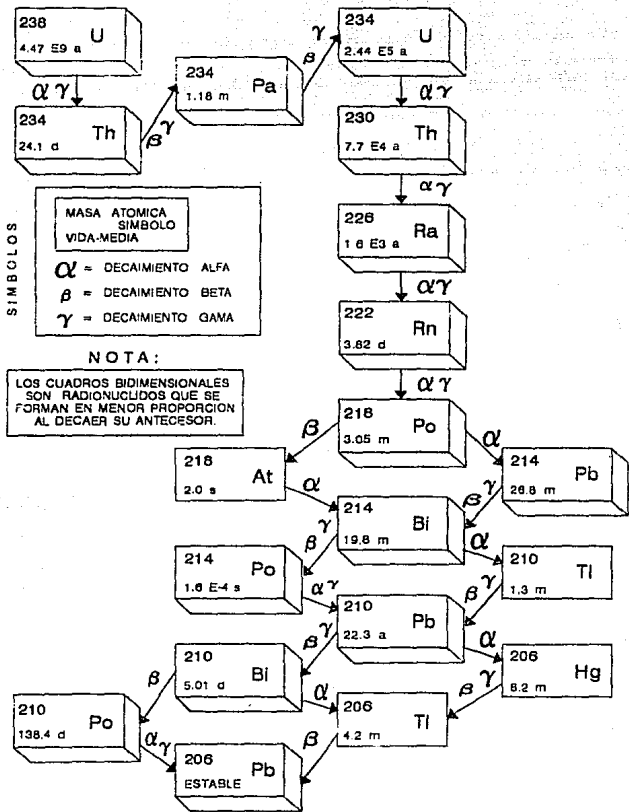 238
U
4.47 E9 a
α γ
234
Th
24.1 d
β γ
234
Pa
1.18 m
β γ
234
U
2.44 E5 a
α γ
230
Th
7.7 E4 a
α γ
226
Ra
1.6 E3 a
α γ
222
Rn
3.82 d
α γ
SIMBOLOS
MASA ATOMICA
SIMBOLO
VIDA-MEDIA
α = DECAIMIENTO ALFA
β = DECAIMIENTO BETA
γ = DECAIMIENTO GAMA
NOTA:
LOS CUADROS BIDIMENSIONALES
SON RADIONUCLIDOS QUE SE
FORMAN EN MENOR PROPORCION
AL DECAER SU ANTECESOR.
218
Po
3.05 m
β
α
218
At
2.0 s
α
214
Pb
26.8 m
β γ
214
Bi
19.8 m
β γ
α
214
Po
1.6 E-4 s
α γ
210
Tl
1.3 m
β γ
210
Pb
22.3 a
β γ
α
210
Bi
5.01 d
β
α
206
Hg
8.2 m
β γ
210
Po
138.4 d
α γ
206
Tl
4.2 m
β
206
Pb
ESTABLE